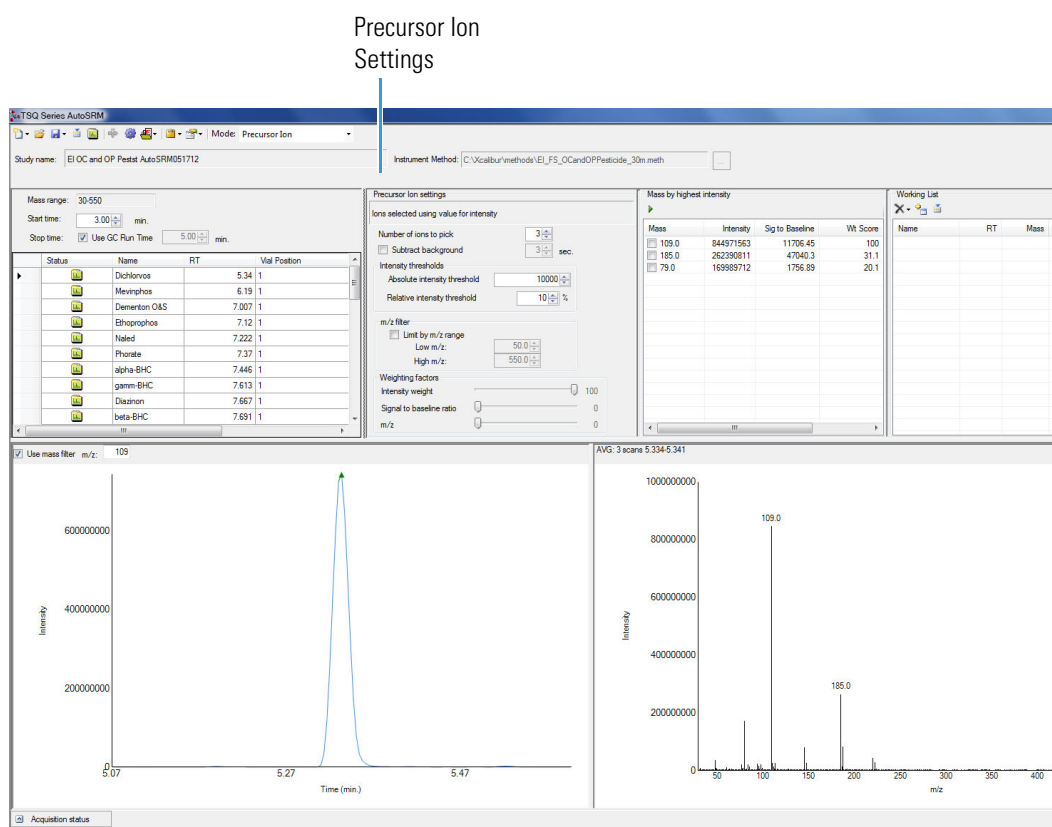 Precursor Ion
Settings
TSQ Series AutoSRM
Mode: Precursor Ion
Study name: EI OC and OP Pestst AutoSRM051712
Instrument Method: C:\Xcalibur\methods\EI_FS_OCandOPPesticide_30m.meth
...
Mass range: 30-550
Start time: 3.00 min.
Stop time: Use GC Run Time 5.00 min.
Status Name RT Vial Position
Dichlorvos 5.34 1
Mevinphos 6.19 1
Dementon O&S 7.007 1
Ethoprophos 7.12 1
Naled 7.222 1
Phorate 7.37 1
alpha-BHC 7.446 1
gamm-BHC 7.613 1
Diazinon 7.667 1
beta-BHC 7.691 1
Precursor Ion settings
Ions selected using value for intensity
Number of ions to pick 3
Subtract background 3 sec.
Intensity thresholds
Absolute intensity threshold 10000
Relative intensity threshold 10 %
m/z filter
Limit by m/z range
Low m/z: 50.0
High m/z: 550.0
Weighting factors
Intensity weight 100
Signal to baseline ratio 0
m/z 0
Mass by highest intensity
Mass Intensity Sig to Baseline Wt Score
109.0 844971563 11706.45 100
185.0 262390811 47040.3 31.1
79.0 169989712 1756.89 20.1
Working List
Name RT Mass
Use mass filter m/z: 109
600000000
400000000
200000000
0
Intensity
5.07 5.27 5.47
Time (min.)
AVG: 3 scans 5.334-5.341
1000000000
800000000
600000000
400000000
200000000
0
Intensity
109.0
185.0
50 100 150 200 250 300 350 400
m/z
Acquisition status